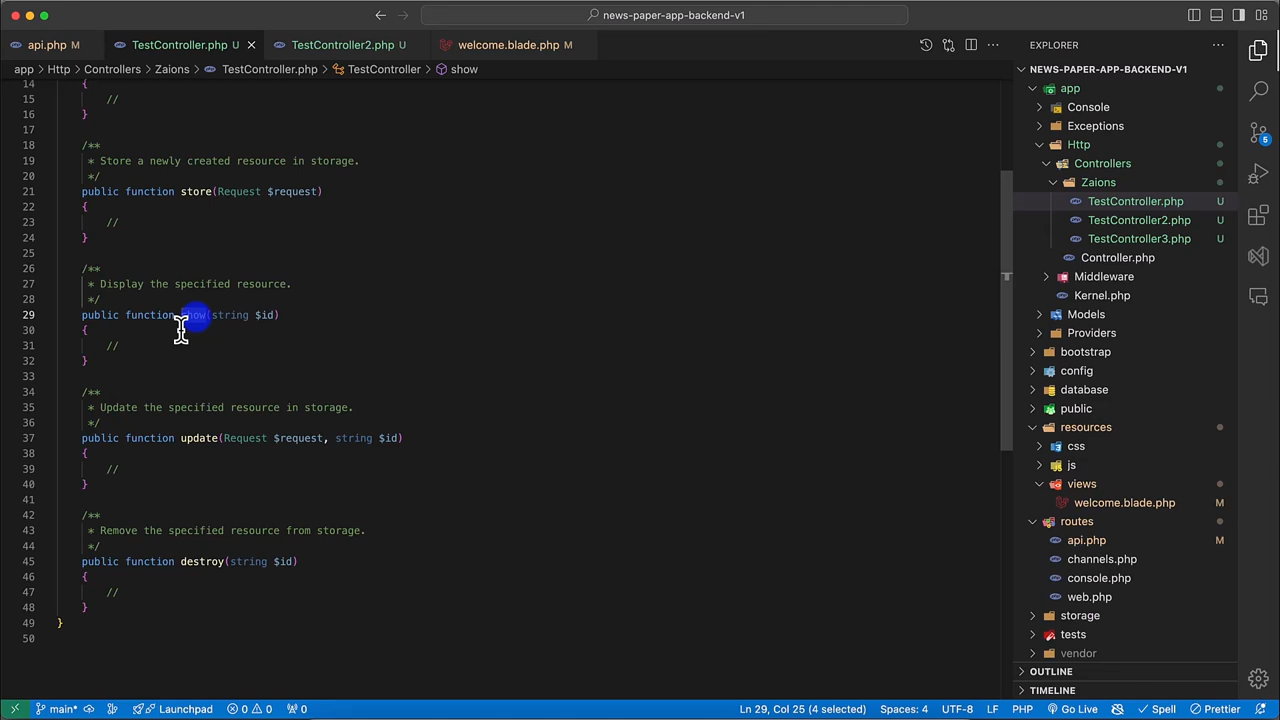 news-paper-app-backend-v1
api.php M
TestController.php U
TestController2.php U
welcome.blade.php M
EXPLORER
app > Http > Controllers > Zaions > TestController.php > TestController > show
14 {
15 //
16 }
17
18 /**
19 * Store a newly created resource in storage.
20 */
21 public function store(Request $request)
22 {
23 //
24 }
25
26 /**
27 * Display the specified resource.
28 */
29 public function show(string $id)
30 {
31 //
32 }
33
34 /**
35 * Update the specified resource in storage.
36 */
37 public function update(Request $request, string $id)
38 {
39 //
40 }
41
42 /**
43 * Remove the specified resource from storage.
44 */
45 public function destroy(string $id)
46 {
47 //
48 }
49 }
50
NEWS-PAPER-APP-BACKEND-V1
app
Console
Exceptions
Http
Controllers
Zaions
TestController.php U
TestController2.php U
TestController3.php U
Controller.php
Middleware
Kernel.php
Models
Providers
bootstrap
config
database
public
resources
css
js
views
welcome.blade.php M
routes
api.php M
channels.php
console.php
web.php
storage
tests
vendor
OUTLINE
TIMELINE
5
main* Launchpad 0 0 0 Ln 29, Col 25 (4 selected) Spaces: 4 UTF-8 LF PHP Go Live Spell Prettier